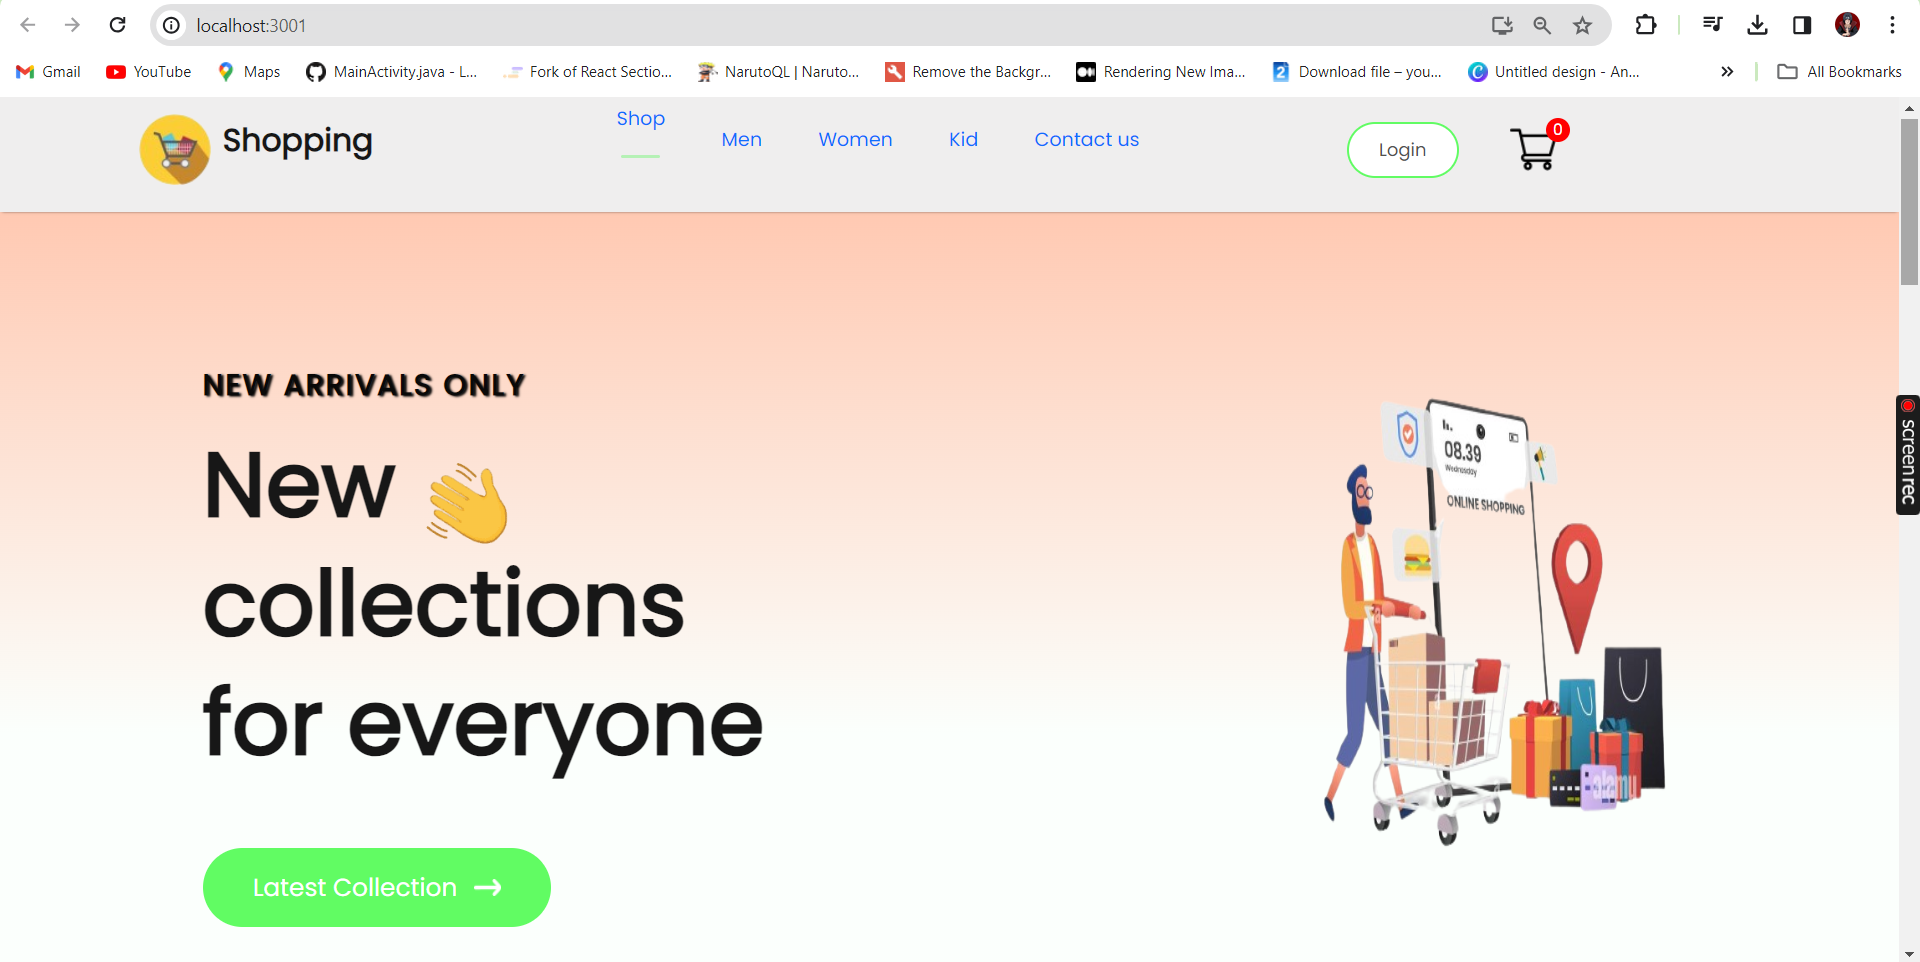 localhost:3001
Gmail YouTube Maps MainActivity.java - L... Fork of React Sectio... NarutoQL | Naruto... Remove the Backgr... Rendering New Ima... Download file – you... Untitled design - An... » All Bookmarks
Shopping Shop Men Women Kid Contact us Login 0
NEW ARRIVALS ONLY
New 👋
collections
for everyone
Latest Collection →
08.39
Wednesday
ONLINE SHOPPING
alamy
screenrec